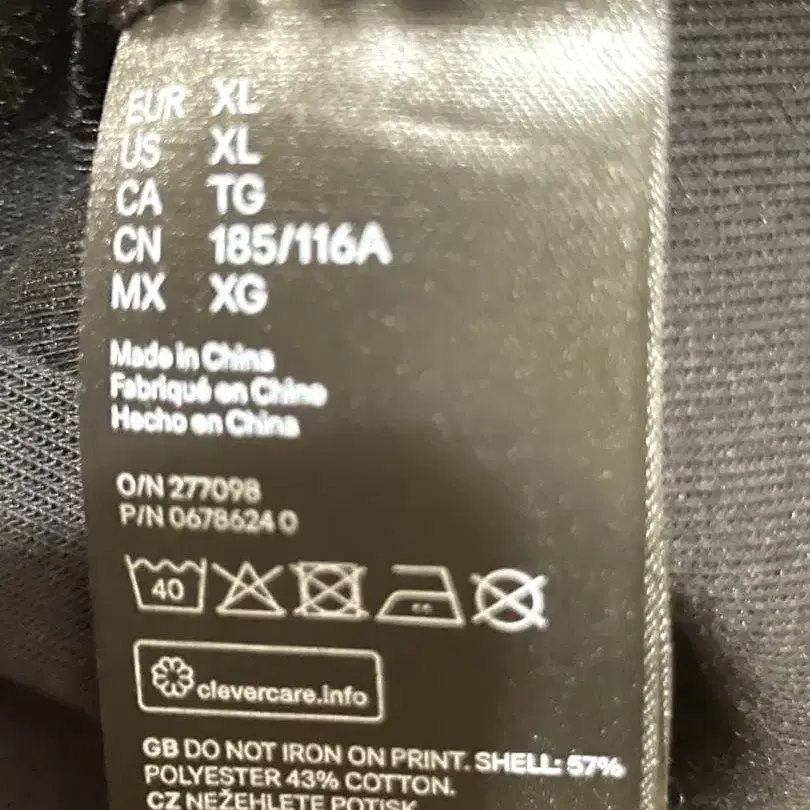 EUR XL
US XL
CA TG
CN 185/116A
MX XG
Made in China
Fabriqué en Chine
Hecho en China
O/N 277098
P/N 0678624 0
40
clevercare.info
GB DO NOT IRON ON PRINT. SHELL: 57%
POLYESTER 43% COTTON.
CZ NEŽEHLETE POTISK.